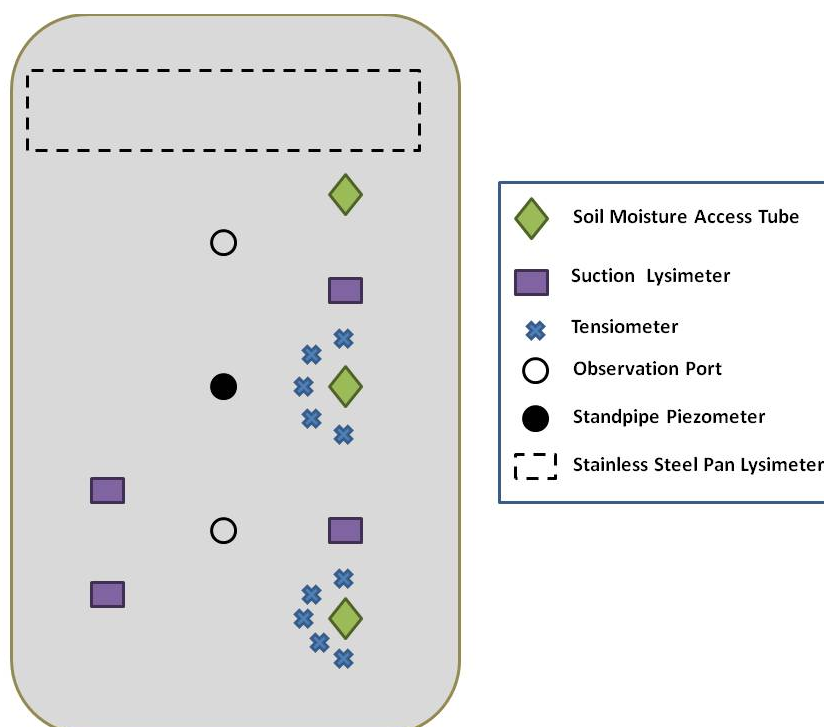 Soil Moisture Access Tube
Suction Lysimeter
Tensiometer
Observation Port
Standpipe Piezometer
Stainless Steel Pan Lysimeter